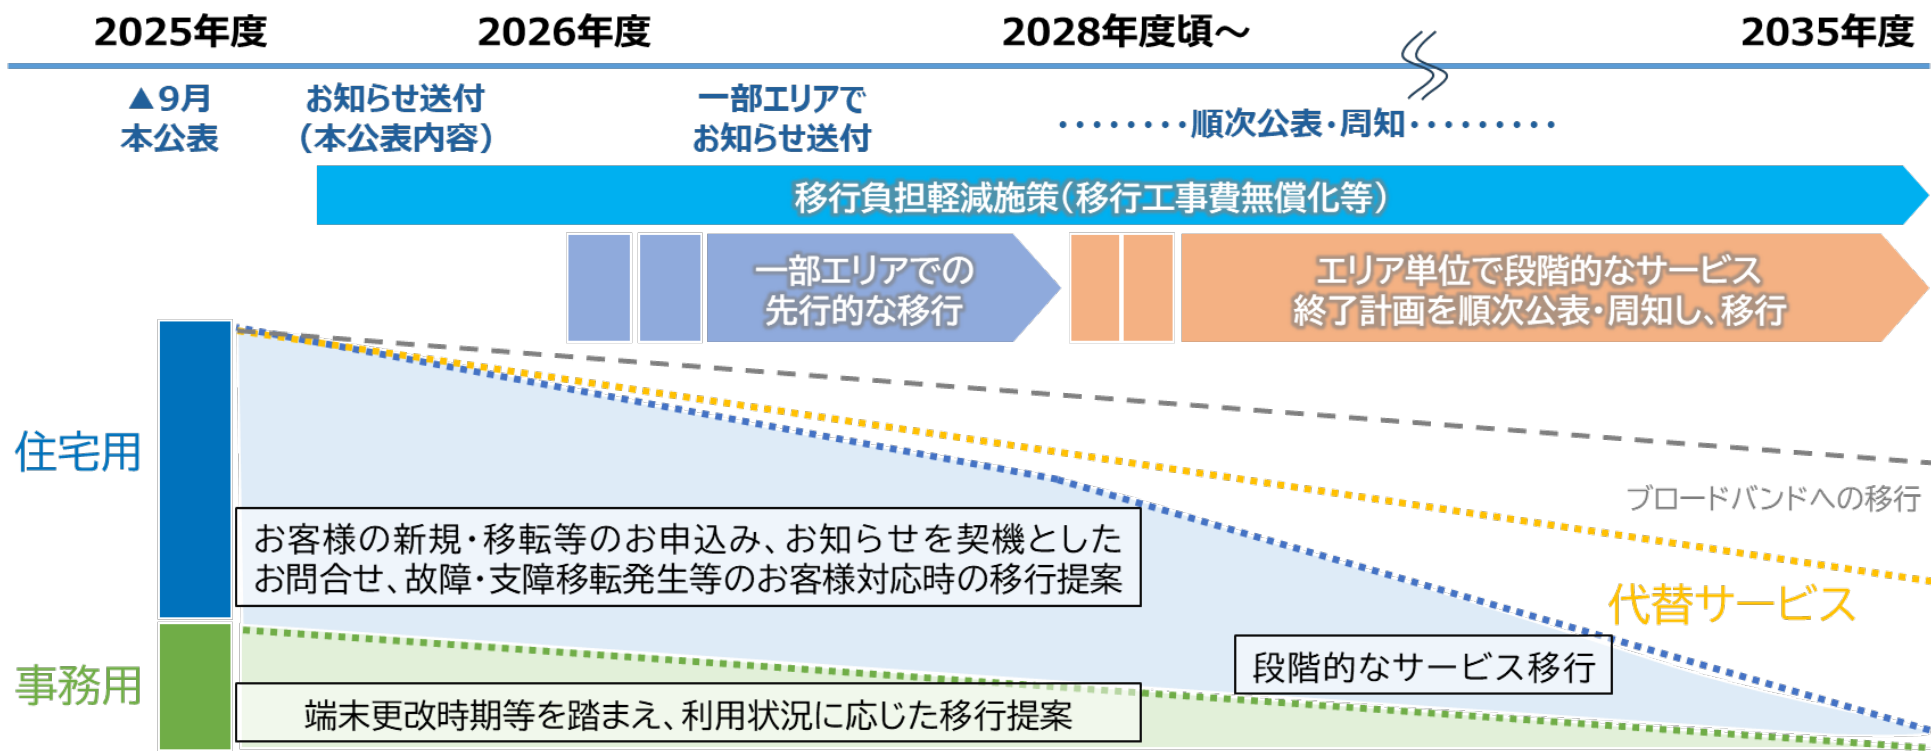 2025年度
2026年度
2028年度頃～
2035年度
▲9月
本公表
お知らせ送付
（本公表内容）
一部エリアで
お知らせ送付
・・・・・・・・順次公表・周知・・・・・・・・・
移行負担軽減施策（移行工事費無償化等）
一部エリアでの
先行的な移行
エリア単位で段階的なサービス
終了計画を順次公表・周知し、移行
住宅用
ブロードバンドへの移行
お客様の新規・移転等のお申込み、お知らせを契機とした
お問合せ、故障・支障移転発生等のお客様対応時の移行提案
代替サービス
段階的なサービス移行
事務用
端末更改時期等を踏まえ、利用状況に応じた移行提案